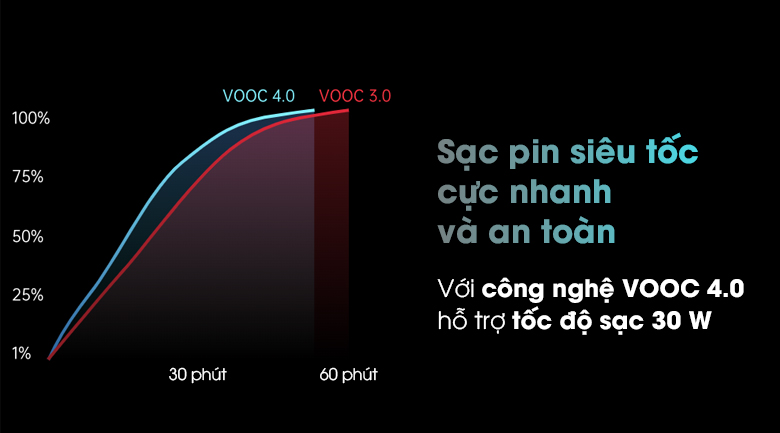 VOOC 4.0 VOOC 3.0
100%
75%
50%
25%
1%
30 phút 60 phút
Sạc pin siêu tốc
cực nhanh
và an toàn
Với công nghệ VOOC 4.0
hỗ trợ tốc độ sạc 30 W